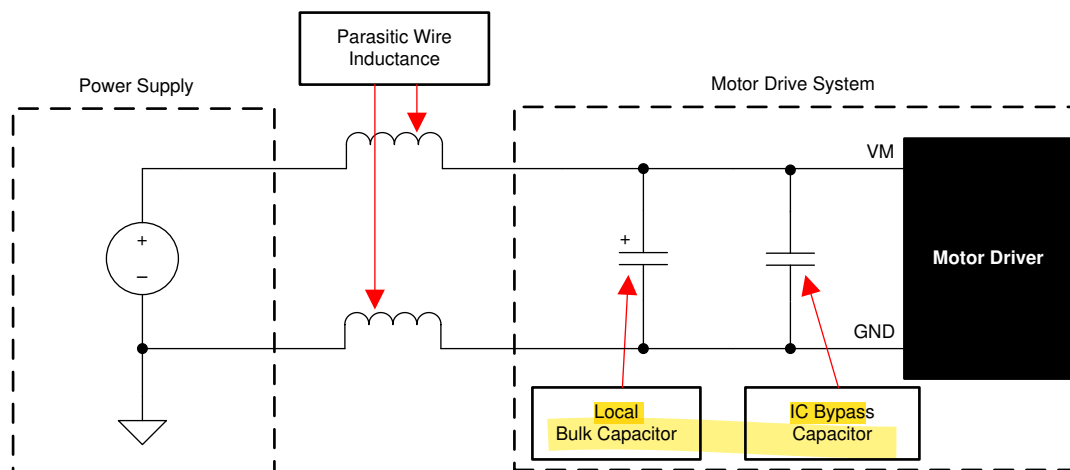 Parasitic Wire
Inductance
Power Supply
Motor Drive System
VM
+
–
+
Motor Driver
GND
Local
Bulk Capacitor
IC Bypass
Capacitor